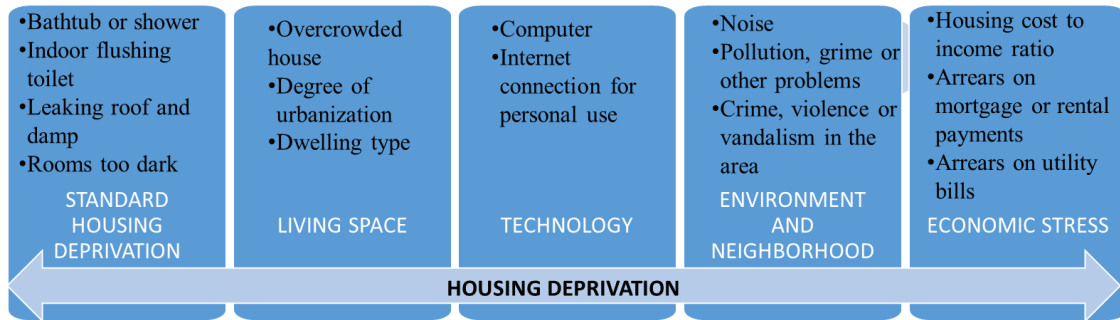 •Bathtub or shower
•Indoor flushing
toilet
•Leaking roof and
damp
•Rooms too dark
STANDARD
HOUSING
DEPRIVATION
•Overcrowded
house
•Degree of
urbanization
•Dwelling type
LIVING SPACE
•Computer
•Internet
connection for
personal use
TECHNOLOGY
•Noise
•Pollution, grime or
other problems
•Crime, violence or
vandalism in the
area
ENVIRONMENT
AND
NEIGHBORHOOD
•Housing cost to
income ratio
•Arrears on
mortgage or rental
payments
•Arrears on utility
bills
ECONOMIC STRESS
HOUSING DEPRIVATION